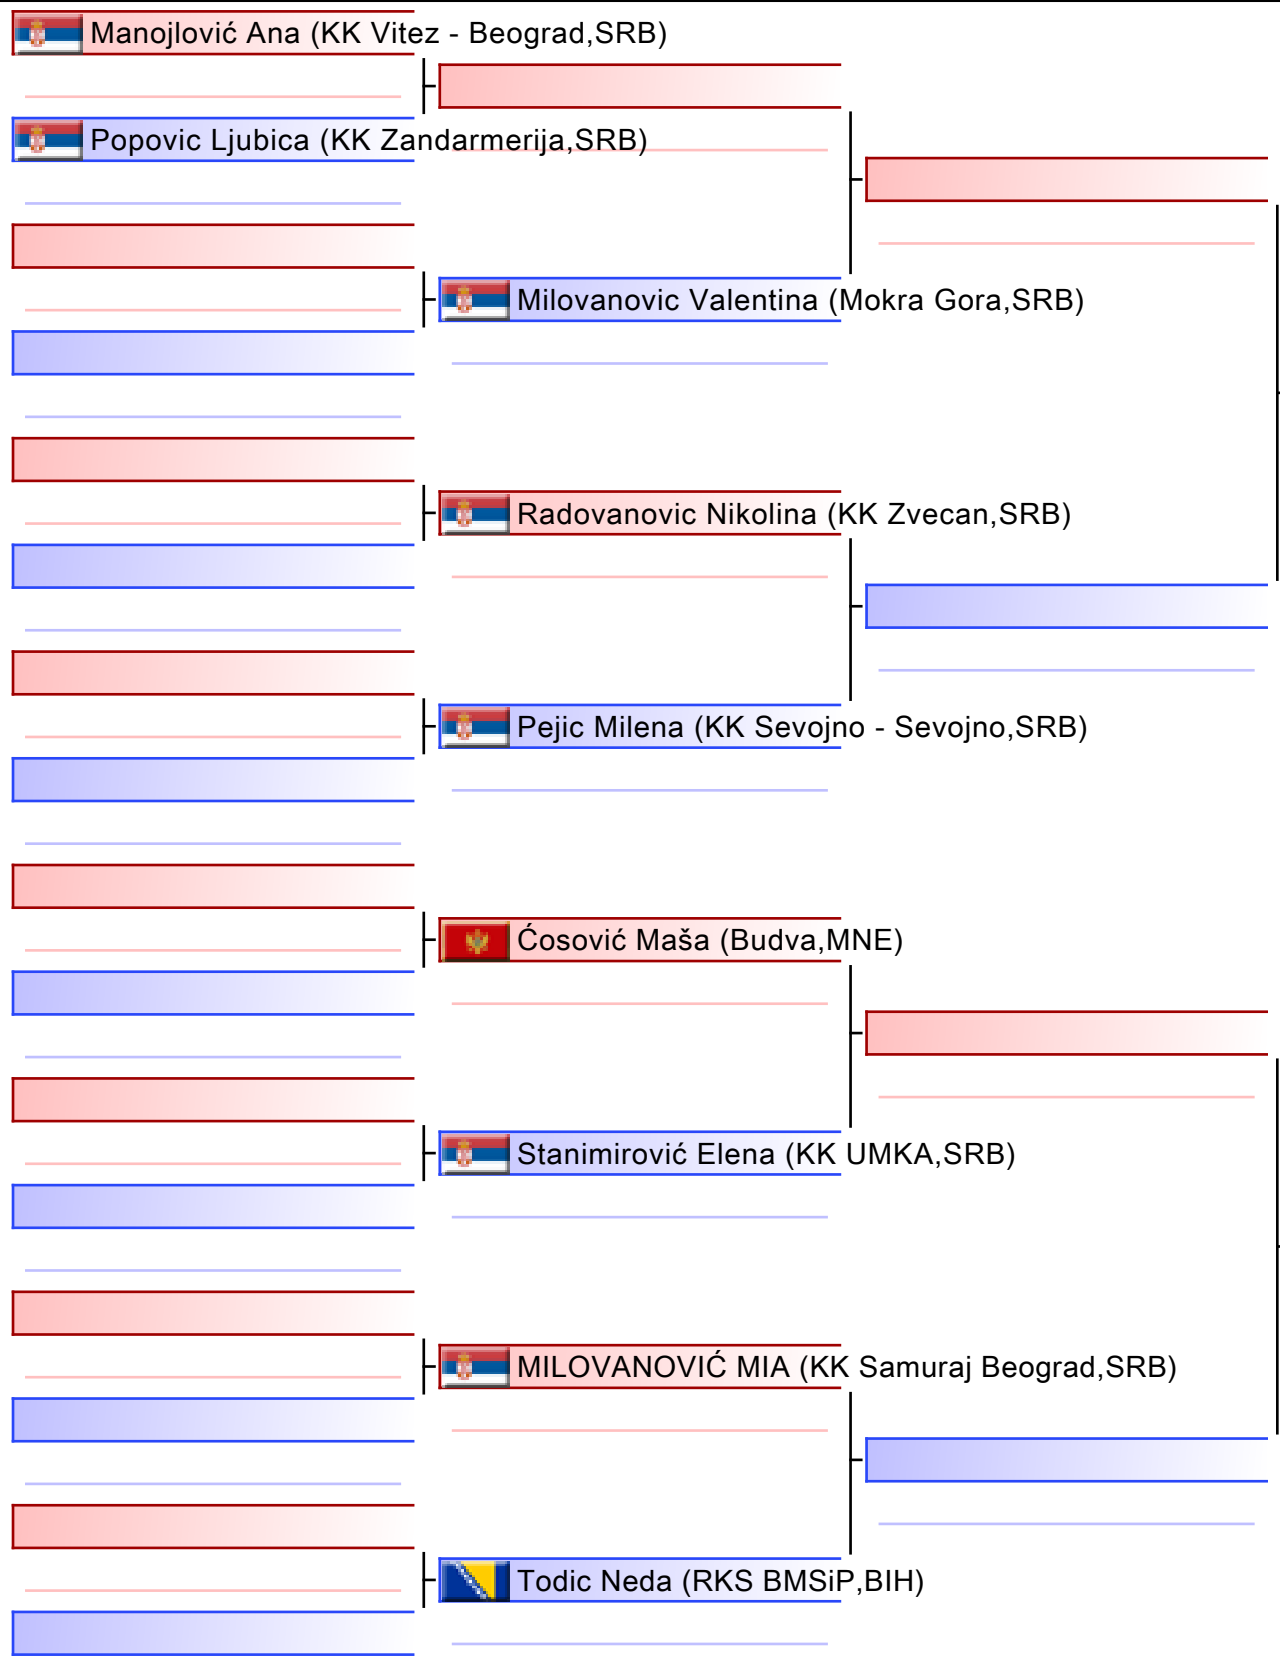 Manojlović Ana (KK Vitez - Beograd,SRB)
Popovic Ljubica (KK Zandarmerija,SRB)
Milovanovic Valentina (Mokra Gora,SRB)
Radovanovic Nikolina (KK Zvecan,SRB)
Pejic Milena (KK Sevojno - Sevojno,SRB)
Ćosović Maša (Budva,MNE)
Stanimirović Elena (KK UMKA,SRB)
MILOVANOVIĆ MIA (KK Samuraj Beograd,SRB)
Todic Neda (RKS BMSiP,BIH)